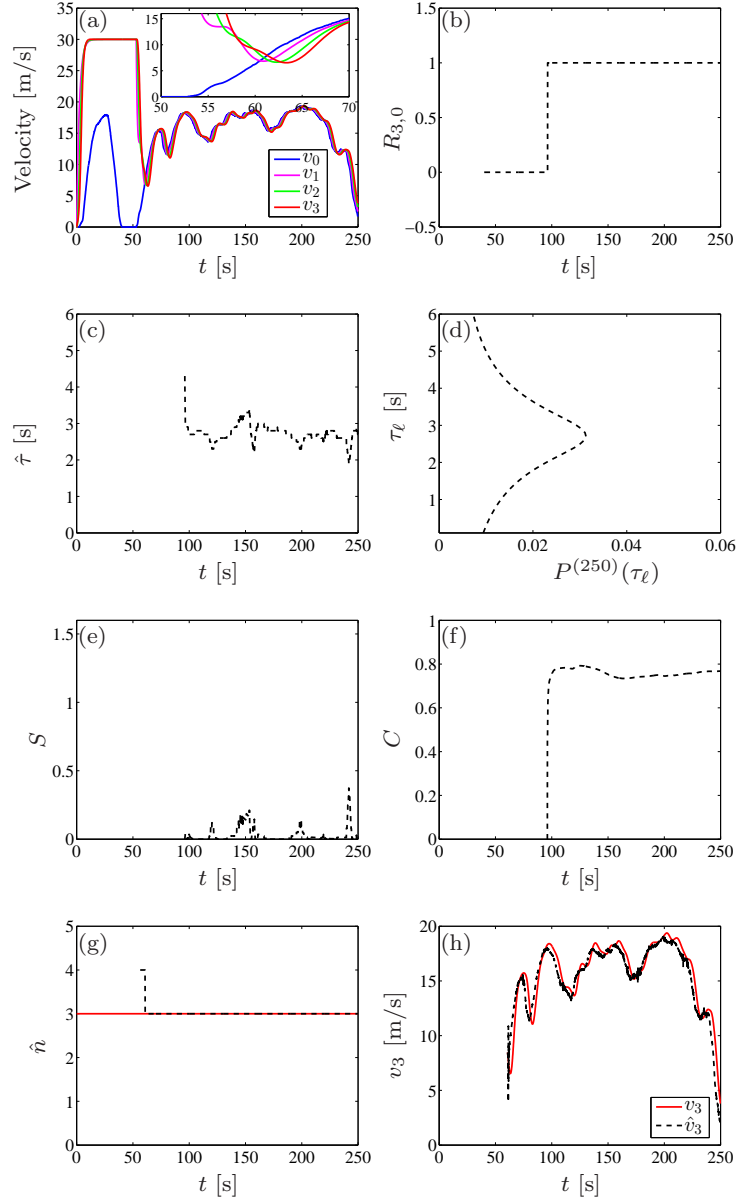 (a)
Velocity [m/s]
35
30
25
20
15
10
5
0
15
10
5
0
50 55 60 65 70
v₀
v₁
v₂
v₃
0 50 100 150 200 250
t [s]
(b)
R₃,₀
1.5
1
0.5
0
−0.5
0 50 100 150 200 250
t [s]
(c)
τ̂ [s]
6
5
4
3
2
1
0
0 50 100 150 200 250
t [s]
(d)
τ_ℓ [s]
6
5
4
3
2
1
0 0.02 0.04 0.06
P⁽²⁵⁰⁾(τ_ℓ)
(e)
S
1.5
1
0.5
0
0 50 100 150 200 250
t [s]
(f)
C
1
0.8
0.6
0.4
0.2
0
0 50 100 150 200 250
t [s]
(g)
n̂
5
4
3
2
1
0
0 50 100 150 200 250
t [s]
(h)
v₃ [m/s]
20
15
10
5
0
v₃
v̂₃
0 50 100 150 200 250
t [s]